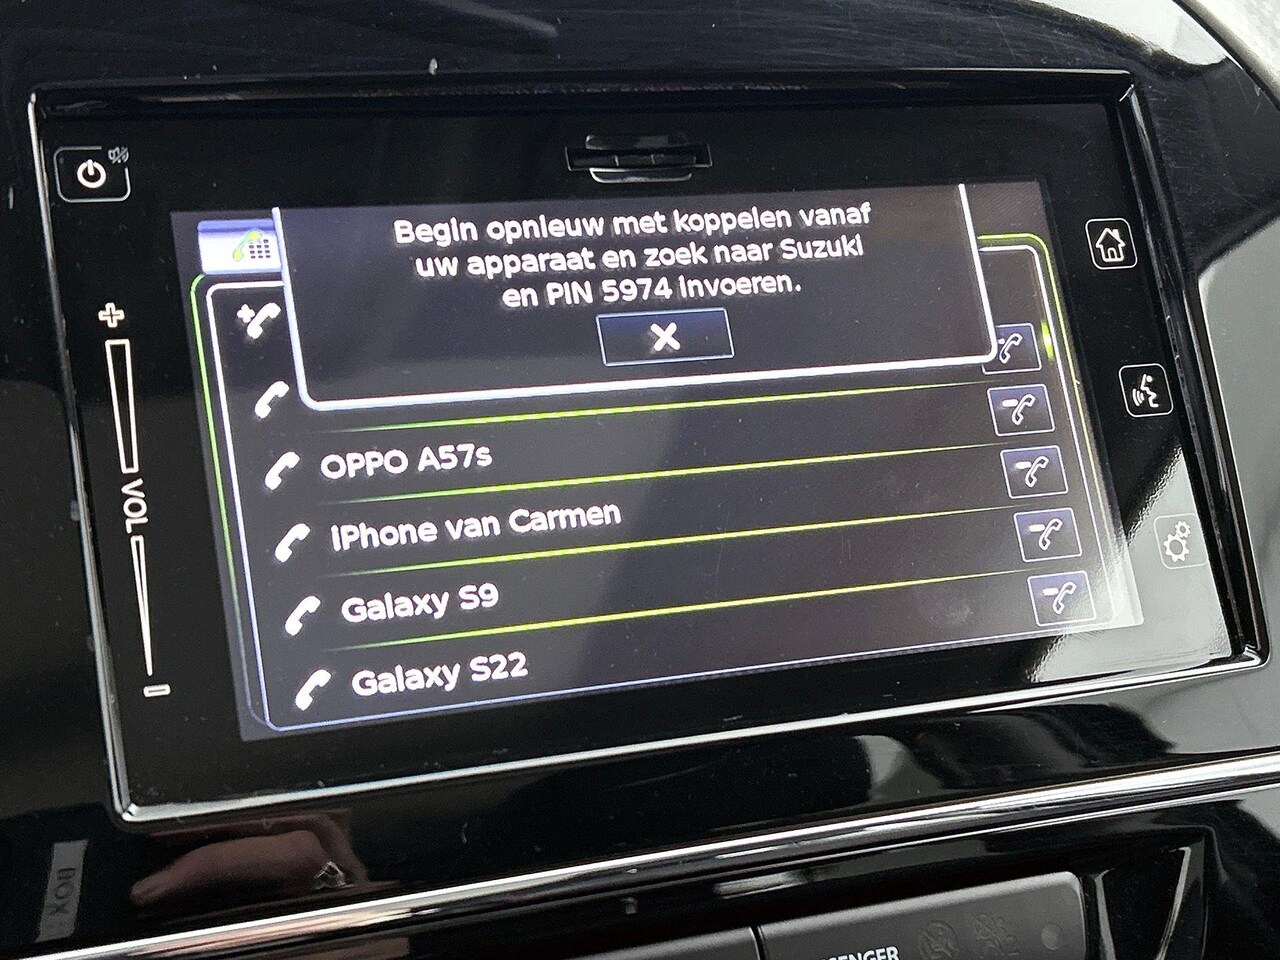 Begin opnieuw met koppelen vanaf
uw apparaat en zoek naar Suzuki
en PIN 5974 invoeren.
OPPO A57s
iPhone van Carmen
Galaxy S9
Galaxy S22
VOL
BOX